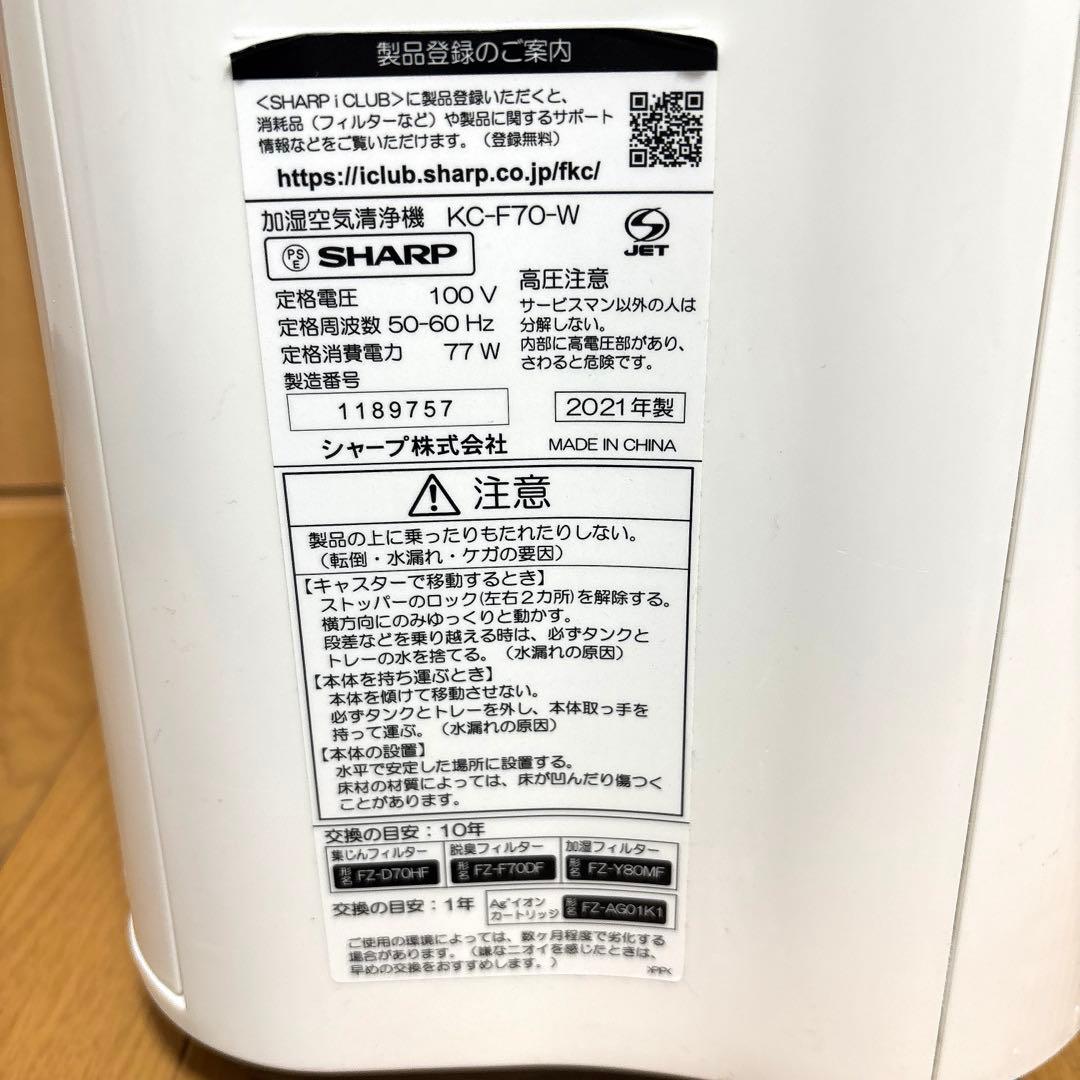 製品登録のご案内
<SHARP i CLUB>に製品登録いただくと、
消耗品（フィルターなど）や製品に関するサポート
情報などをご覧いただけます。（登録無料）
https://iclub.sharp.co.jp/fkc/
加湿空気清浄機 KC-F70-W
JET
PS
E
SHARP
定格電圧 100 V
定格周波数 50-60 Hz
定格消費電力 77 W
高圧注意
サービスマン以外の人は
分解しない。
内部に高電圧部があり、
さわると危険です。
製造番号
1189757
2021年製
シャープ株式会社 MADE IN CHINA
注意
製品の上に乗ったりもたれたりしない。
（転倒・水漏れ・ケガの要因）
【キャスターで移動するとき】
ストッパーのロック(左右2カ所)を解除する。
横方向にのみゆっくりと動かす。
段差などを乗り越える時は、必ずタンクと
トレーの水を捨てる。（水漏れの原因）
【本体を持ち運ぶとき】
本体を傾けて移動させない。
必ずタンクとトレーを外し、本体取っ手を
持って運ぶ。（水漏れの原因）
【本体の設置】
水平で安定した場所に設置する。
床材の材質によっては、床が凹んだり傷つく
ことがあります。
交換の目安：10年
集じんフィルター 脱臭フィルター 加湿フィルター
形名 FZ-D70HF 形名 FZ-F70DF 形名 FZ-Y80MF
交換の目安：1年
Ag⁺イオン
カートリッジ
形名 FZ-AG01K1
ご使用の環境によっては、数ヶ月程度で劣化する
場合があります。（嫌なニオイを感じたときは、
早めの交換をおすすめします。）
>PP<